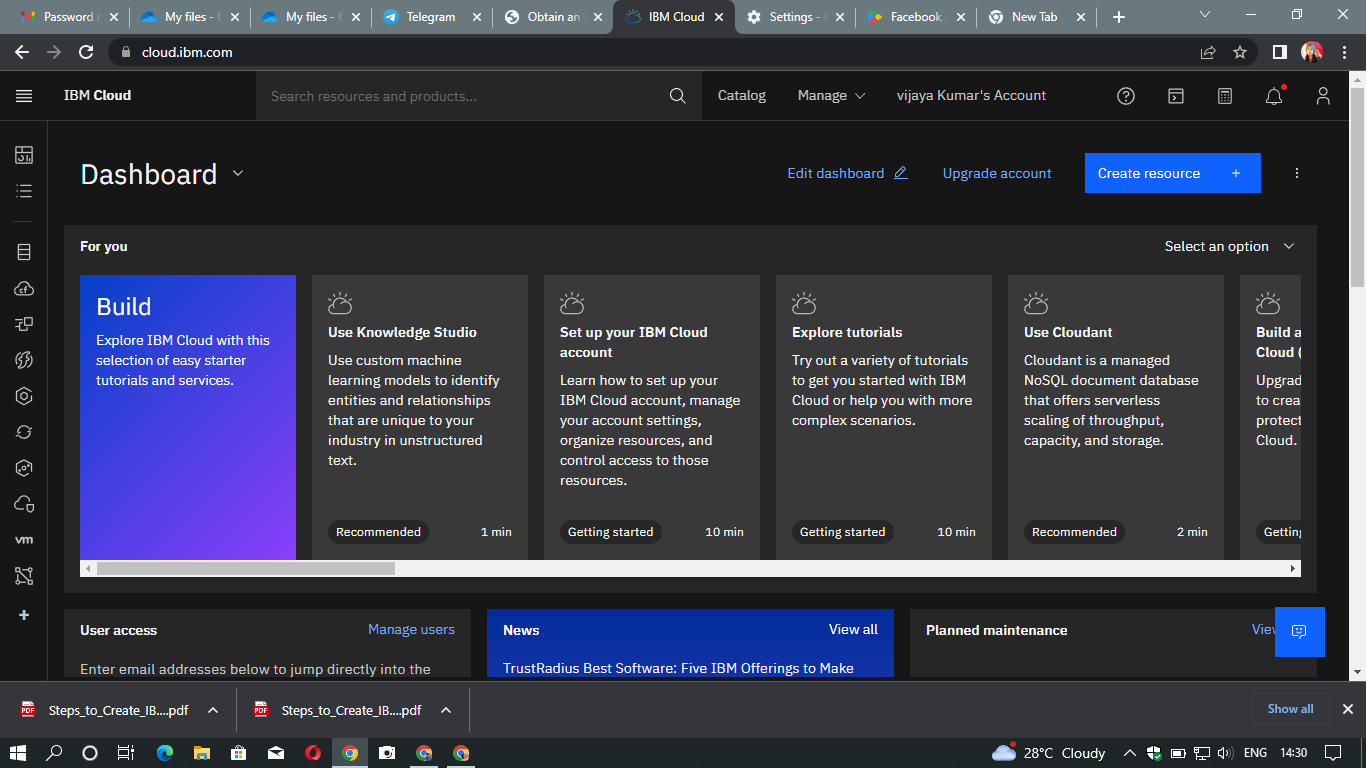 Password
My files -
My files -
Telegram
Obtain an
IBM Cloud
Settings -
Facebook
New Tab
cloud.ibm.com
IBM Cloud
Search resources and products...
Catalog
Manage
vijaya Kumar's Account
Dashboard
Edit dashboard
Upgrade account
Create resource +
For you
Select an option
Build
Explore IBM Cloud with this
selection of easy starter
tutorials and services.
Use Knowledge Studio
Use custom machine
learning models to identify
entities and relationships
that are unique to your
industry in unstructured
text.
Recommended
1 min
Set up your IBM Cloud
account
Learn how to set up your
IBM Cloud account, manage
your account settings,
organize resources, and
control access to those
resources.
Getting started
10 min
Explore tutorials
Try out a variety of tutorials
to get you started with IBM
Cloud or help you with more
complex scenarios.
Getting started
10 min
Use Cloudant
Cloudant is a managed
NoSQL document database
that offers serverless
scaling of throughput,
capacity, and storage.
Recommended
2 min
Build a
Cloud (
Upgrad
to crea
protect
Cloud.
Getting
vm
User access
Manage users
Enter email addresses below to jump directly into the
News
View all
TrustRadius Best Software: Five IBM Offerings to Make
Planned maintenance
View
Steps_to_Create_IB....pdf
Steps_to_Create_IB....pdf
Show all
28°C Cloudy
ENG
14:30